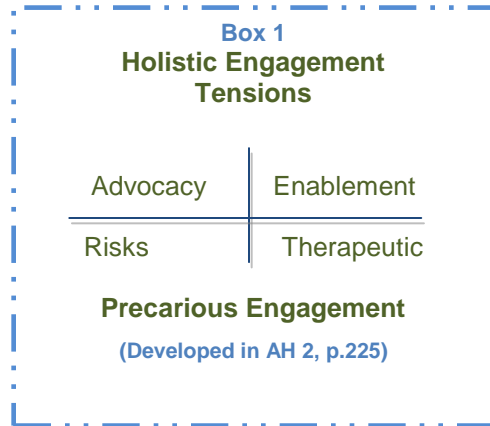 Box 1
Holistic Engagement
Tensions
Advocacy Enablement
Risks Therapeutic
Precarious Engagement
(Developed in AH 2, p.225)